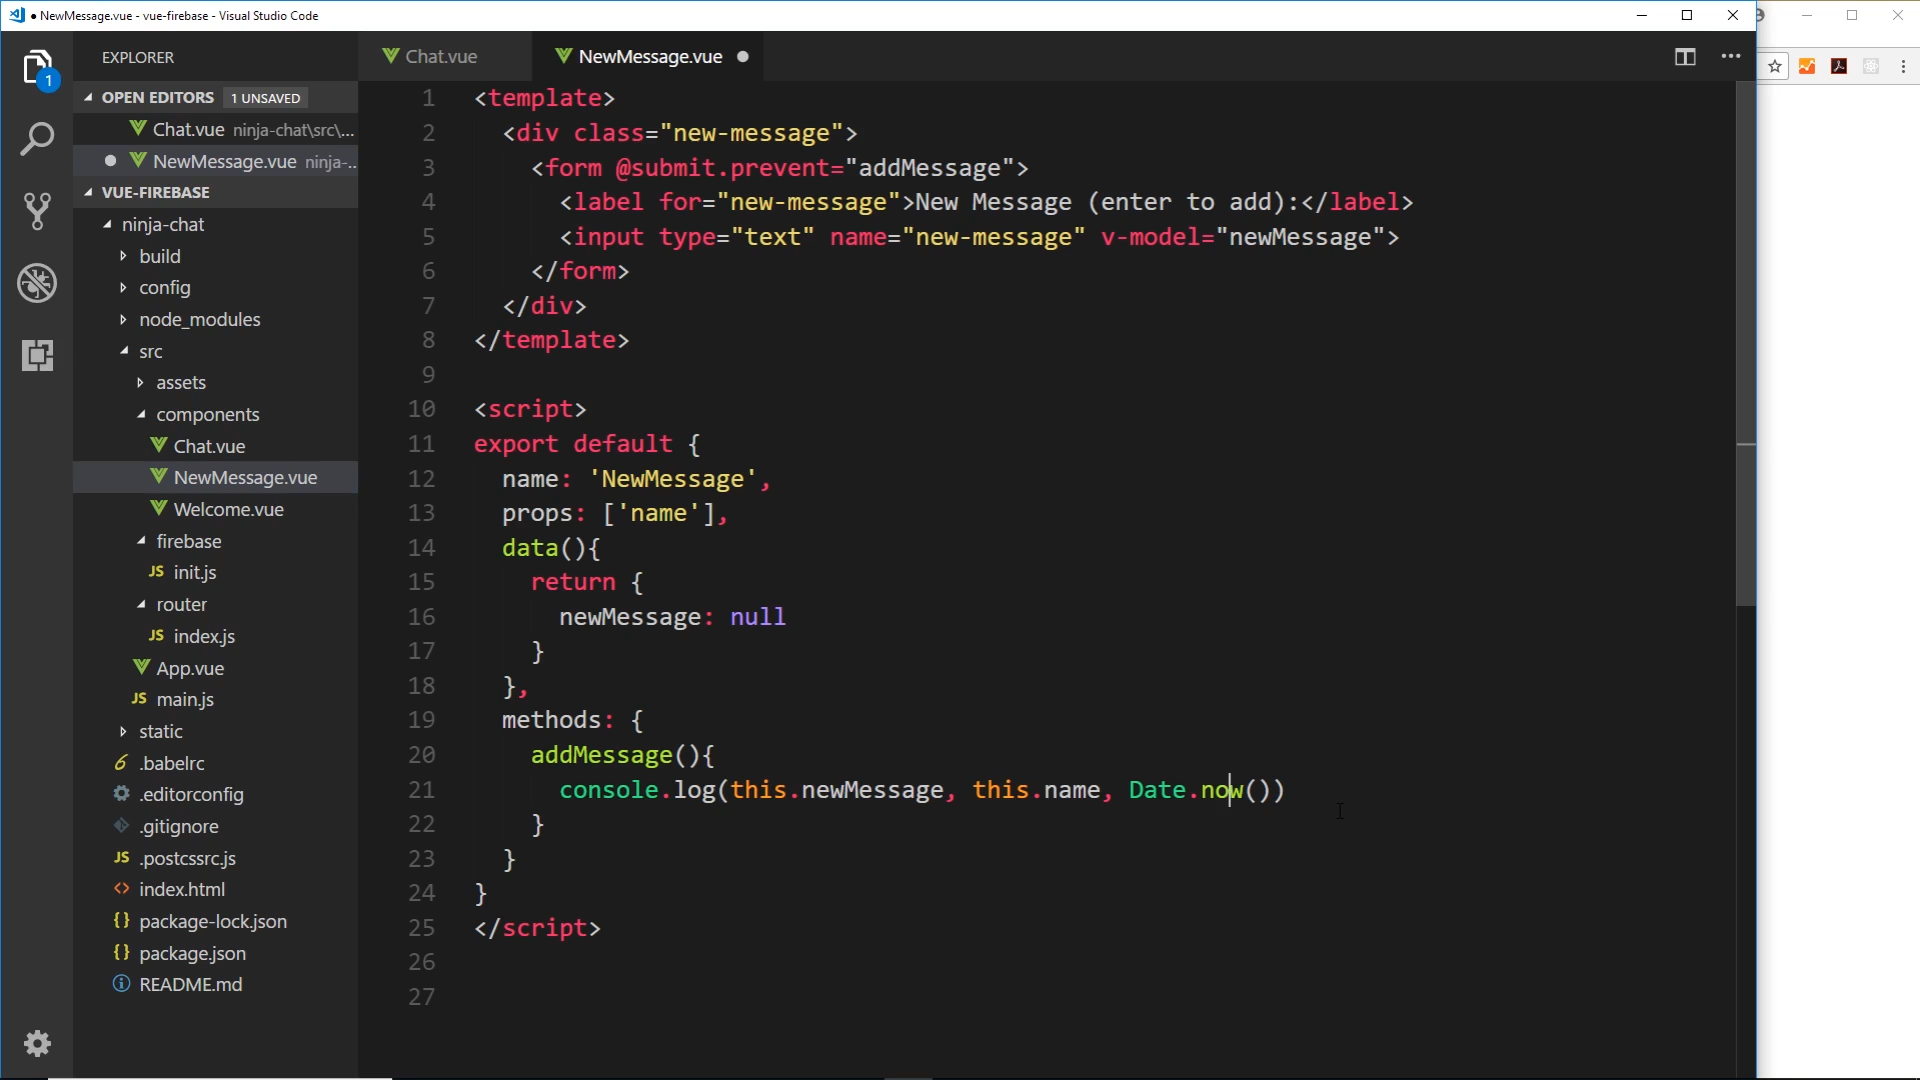 ● NewMessage.vue - vue-firebase - Visual Studio Code
EXPLORER
OPEN EDITORS 1 UNSAVED
Chat.vue ninja-chat\src\...
● NewMessage.vue ninja-...
VUE-FIREBASE
ninja-chat
build
config
node_modules
src
assets
components
Chat.vue
NewMessage.vue
Welcome.vue
firebase
JS init.js
router
JS index.js
App.vue
JS main.js
static
.babelrc
.editorconfig
.gitignore
JS .postcssrc.js
<> index.html
{} package-lock.json
{} package.json
README.md
1
Chat.vue
NewMessage.vue ●
1 <template>
2 <div class="new-message">
3 <form @submit.prevent="addMessage">
4 <label for="new-message">New Message (enter to add):</label>
5 <input type="text" name="new-message" v-model="newMessage">
6 </form>
7 </div>
8 </template>
9
10 <script>
11 export default {
12 name: 'NewMessage',
13 props: ['name'],
14 data(){
15 return {
16 newMessage: null
17 }
18 },
19 methods: {
20 addMessage(){
21 console.log(this.newMessage, this.name, Date.now())
22 }
23 }
24 }
25 </script>
26
27